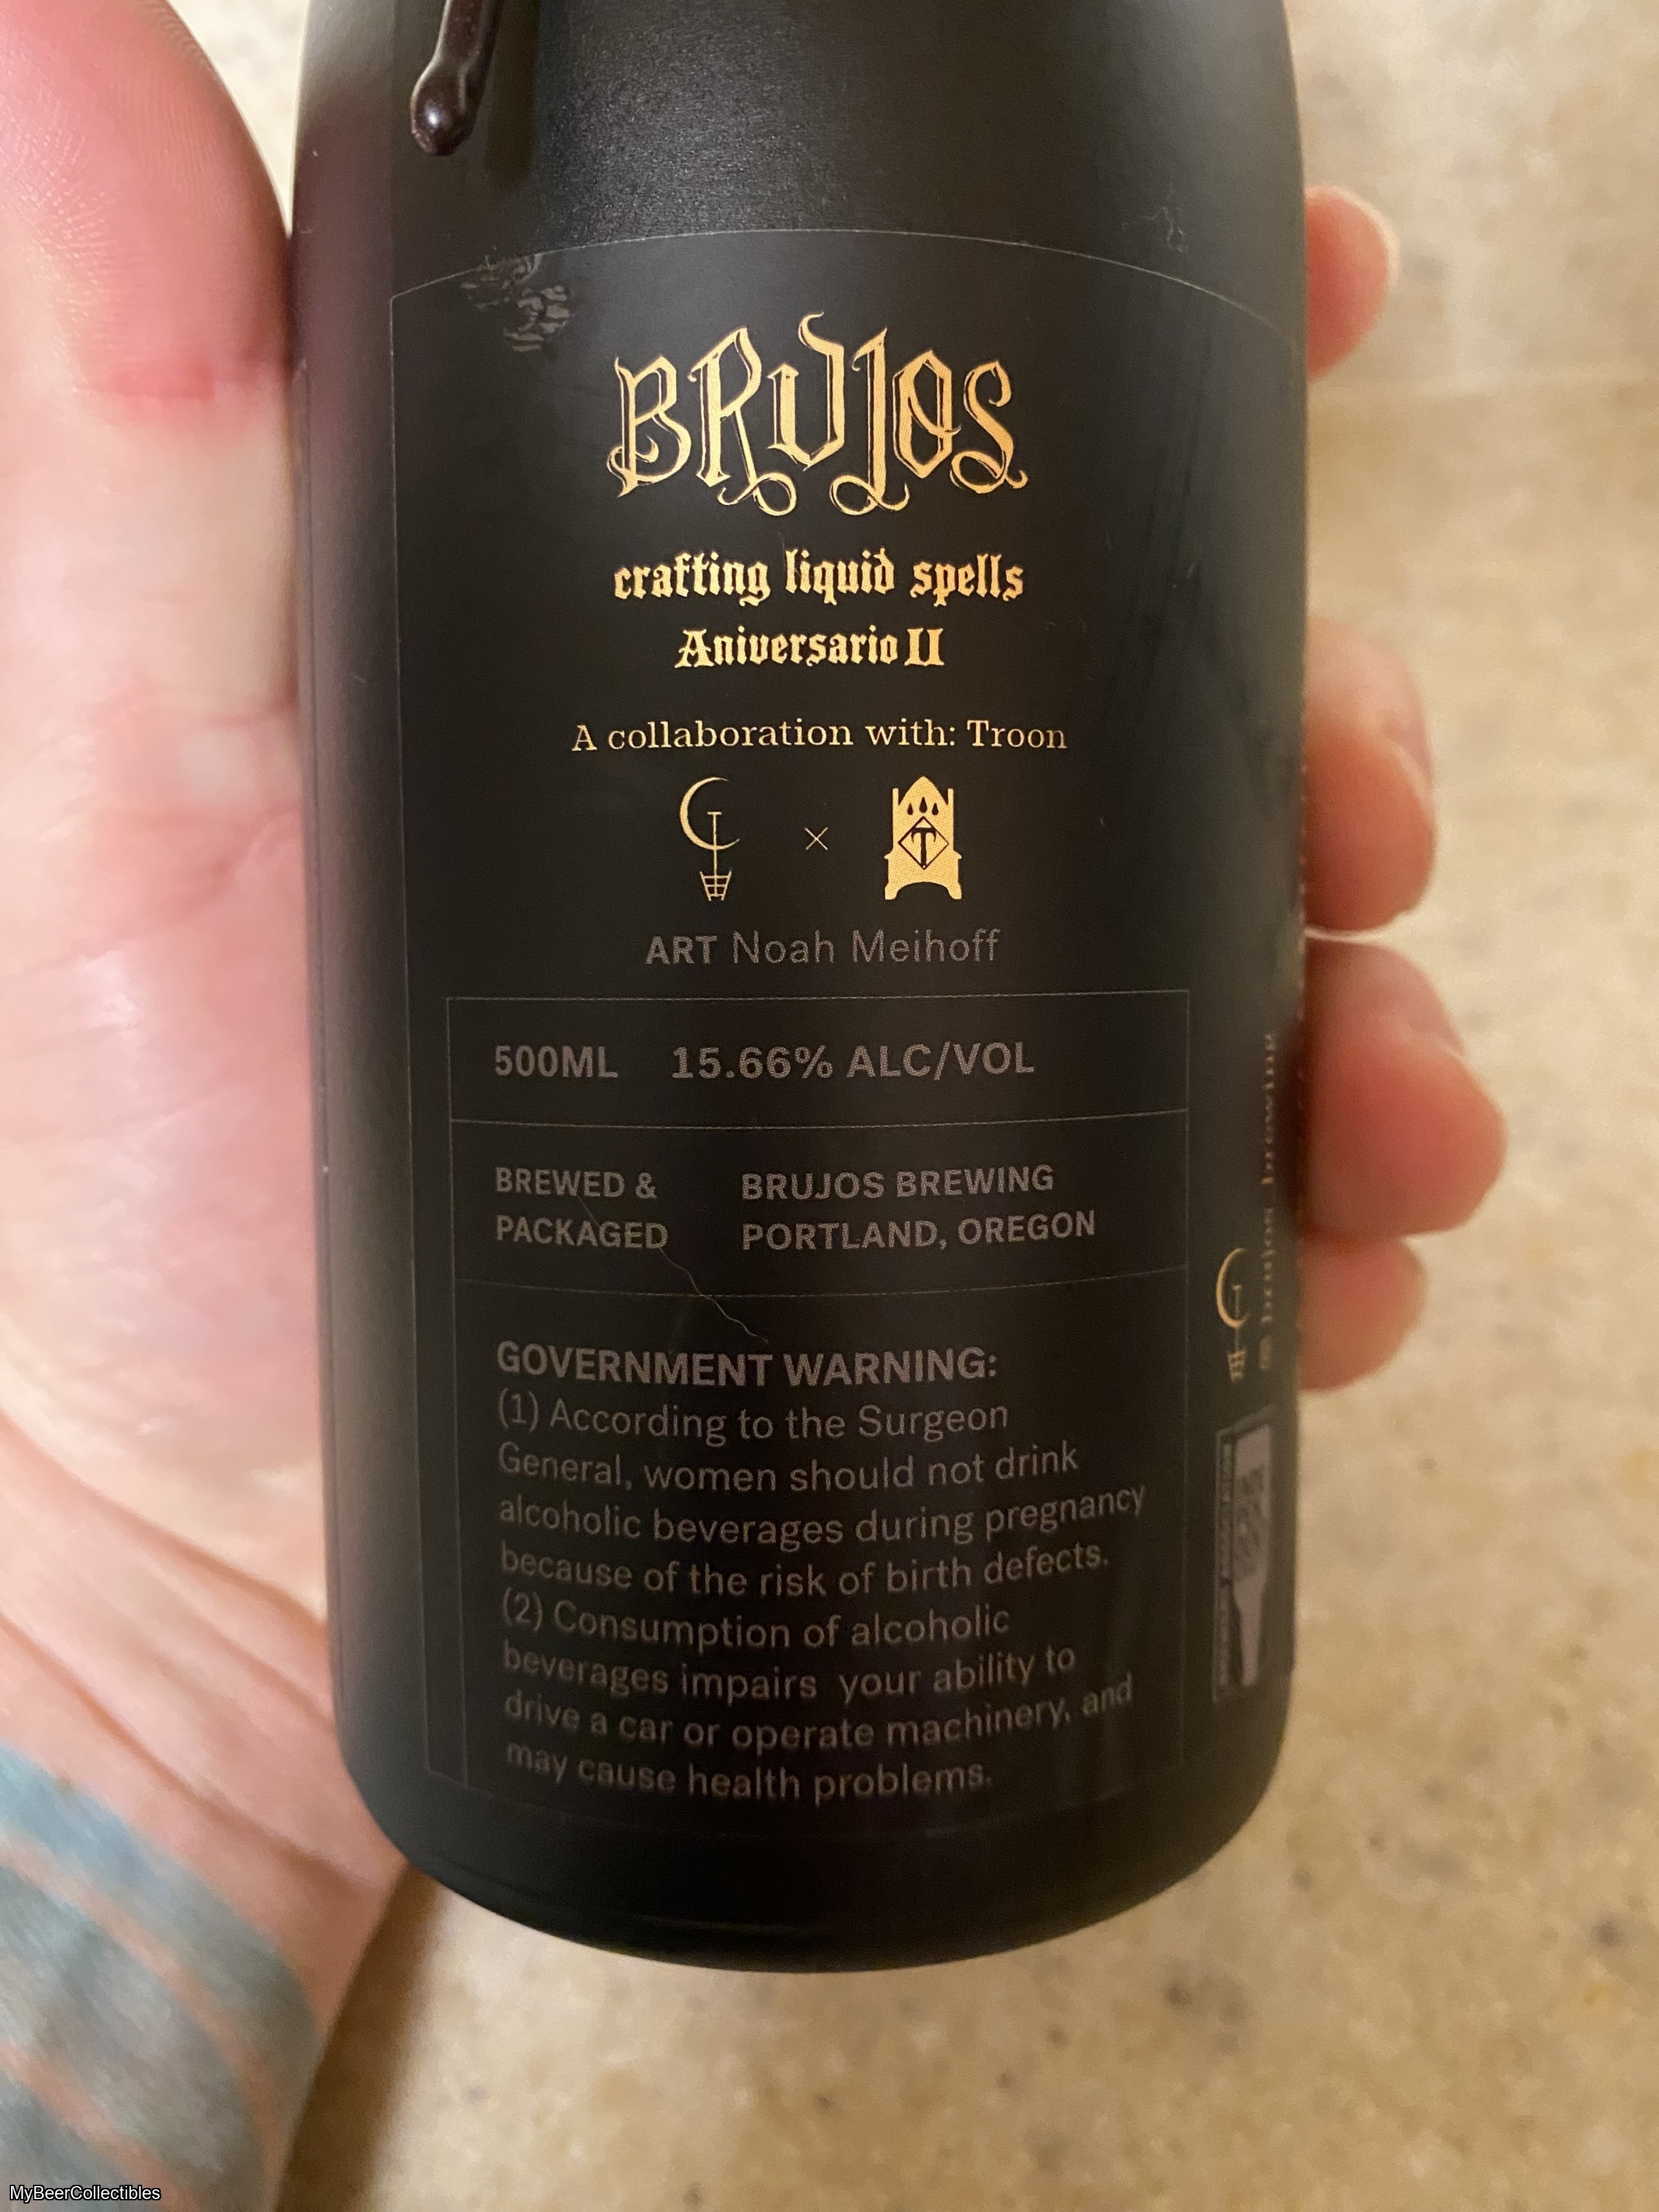 BRUJOS
crafting liquid spells
Aniversario II
A collaboration with: Troon
T
ART Noah Meihoff
500ML 15.66% ALC/VOL
BREWED &
PACKAGED
BRUJOS BREWING
PORTLAND, OREGON
GOVERNMENT WARNING:
(1) According to the Surgeon
General, women should not drink
alcoholic beverages during pregnancy
because of the risk of birth defects.
(2) Consumption of alcoholic
beverages impairs your ability to
drive a car or operate machinery, and
may cause health problems.
@ brujos brewing
MyBeerCollectibles